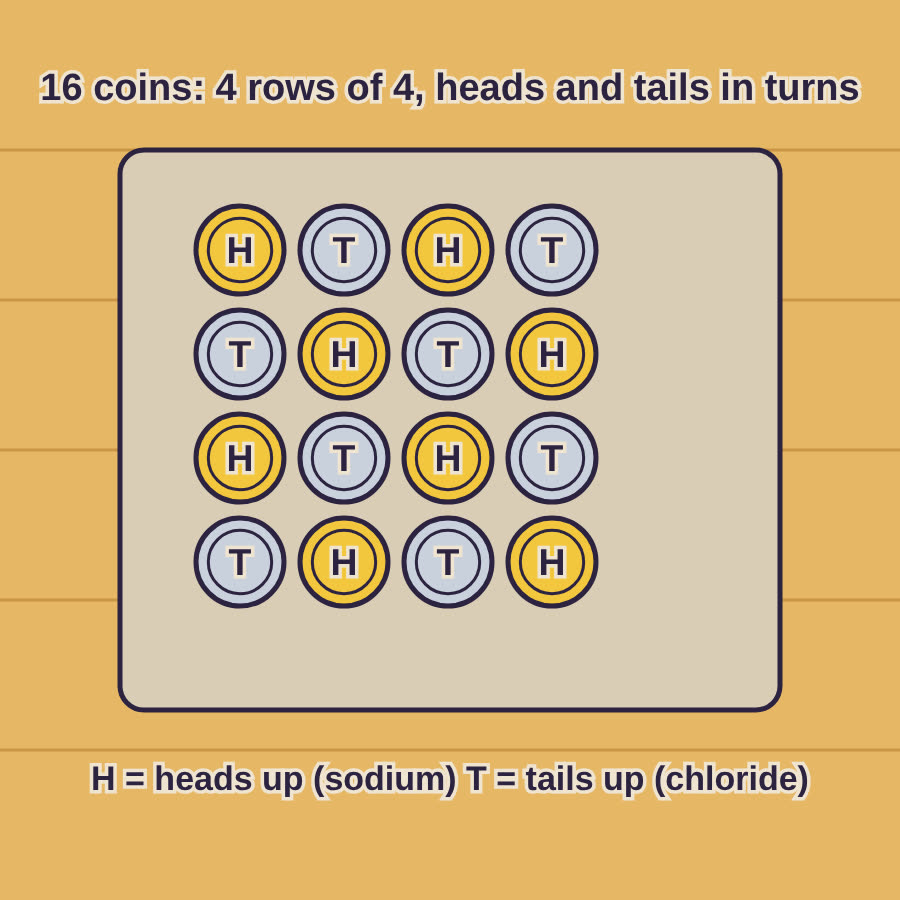 16 coins: 4 rows of 4, heads and tails in turns
H T H T
T H T H
H T H T
T H T H
H = heads up (sodium) T = tails up (chloride)